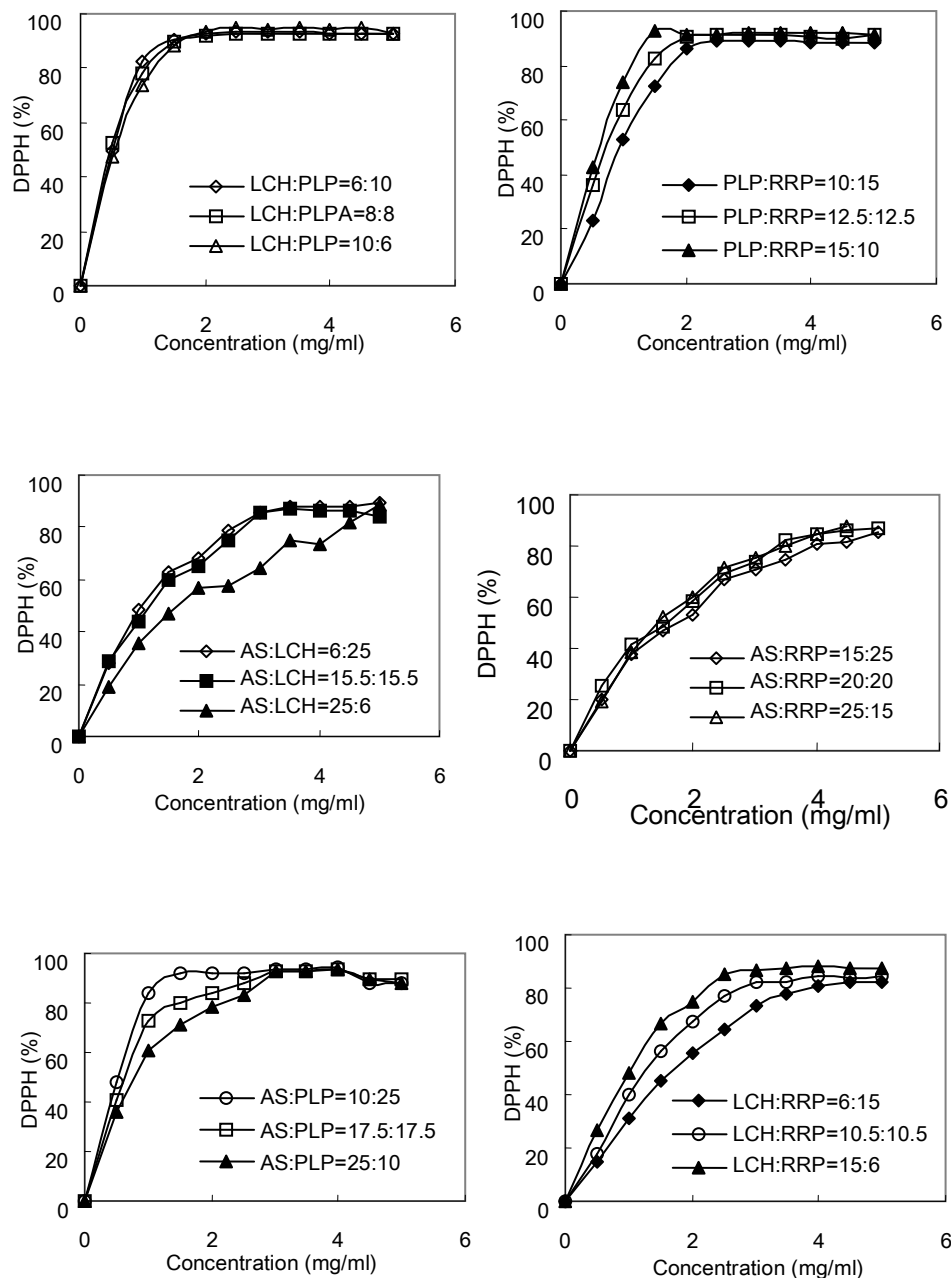 100
80
60
40
20
0
DPPH (%)
LCH:PLP=6:10
LCH:PLPA=8:8
LCH:PLP=10:6
0 2 4 6
Concentration (mg/ml)
100
80
60
40
20
0
DPPH (%)
PLP:RRP=10:15
PLP:RRP=12.5:12.5
PLP:RRP=15:10
0 2 4 6
Concentration (mg/ml)
100
80
60
40
20
0
DPPH (%)
AS:LCH=6:25
AS:LCH=15.5:15.5
AS:LCH=25:6
0 2 4 6
Concentration (mg/ml)
100
80
60
40
20
0
DPPH (%)
AS:RRP=15:25
AS:RRP=20:20
AS:RRP=25:15
0 2 4 6
Concentration (mg/ml)
100
80
60
40
20
0
DPPH (%)
AS:PLP=10:25
AS:PLP=17.5:17.5
AS:PLP=25:10
0 2 4 6
Concentration (mg/ml)
100
80
60
40
20
0
DPPH (%)
LCH:RRP=6:15
LCH:RRP=10.5:10.5
LCH:RRP=15:6
0 2 4 6
Concentration (mg/ml)